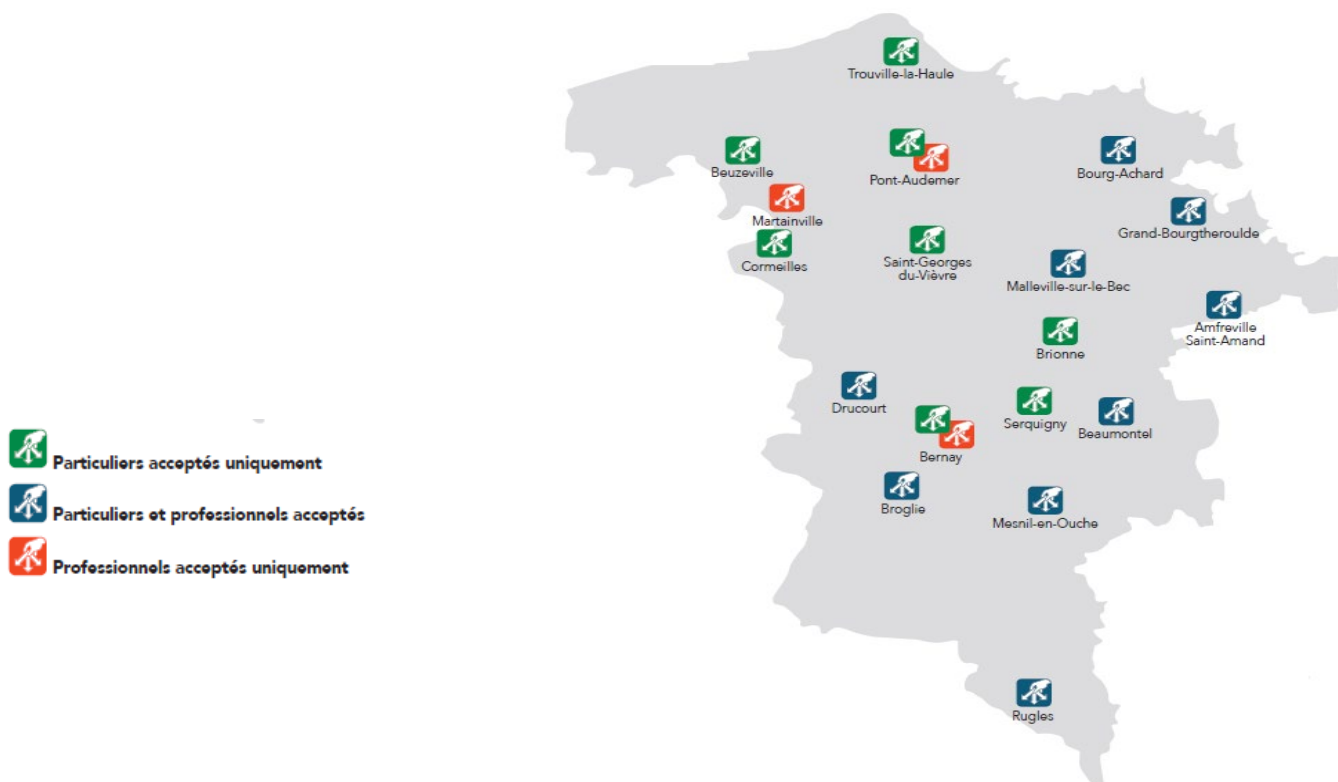 Trouville-la-Haule
Beuzeville
Pont-Audemer
Bourg-Achard
Martainville
Grand-Bourgtheroulde
Cormeilles
Saint-Georges
du-Vièvre
Malleville-sur-le-Bec
Amfreville
Saint-Amand
Brionne
Drucourt
Serquigny
Beaumontel
Bernay
Broglie
Mesnil-en-Ouche
Rugles
Particuliers acceptés uniquement
Particuliers et professionnels acceptés
Professionnels acceptés uniquement